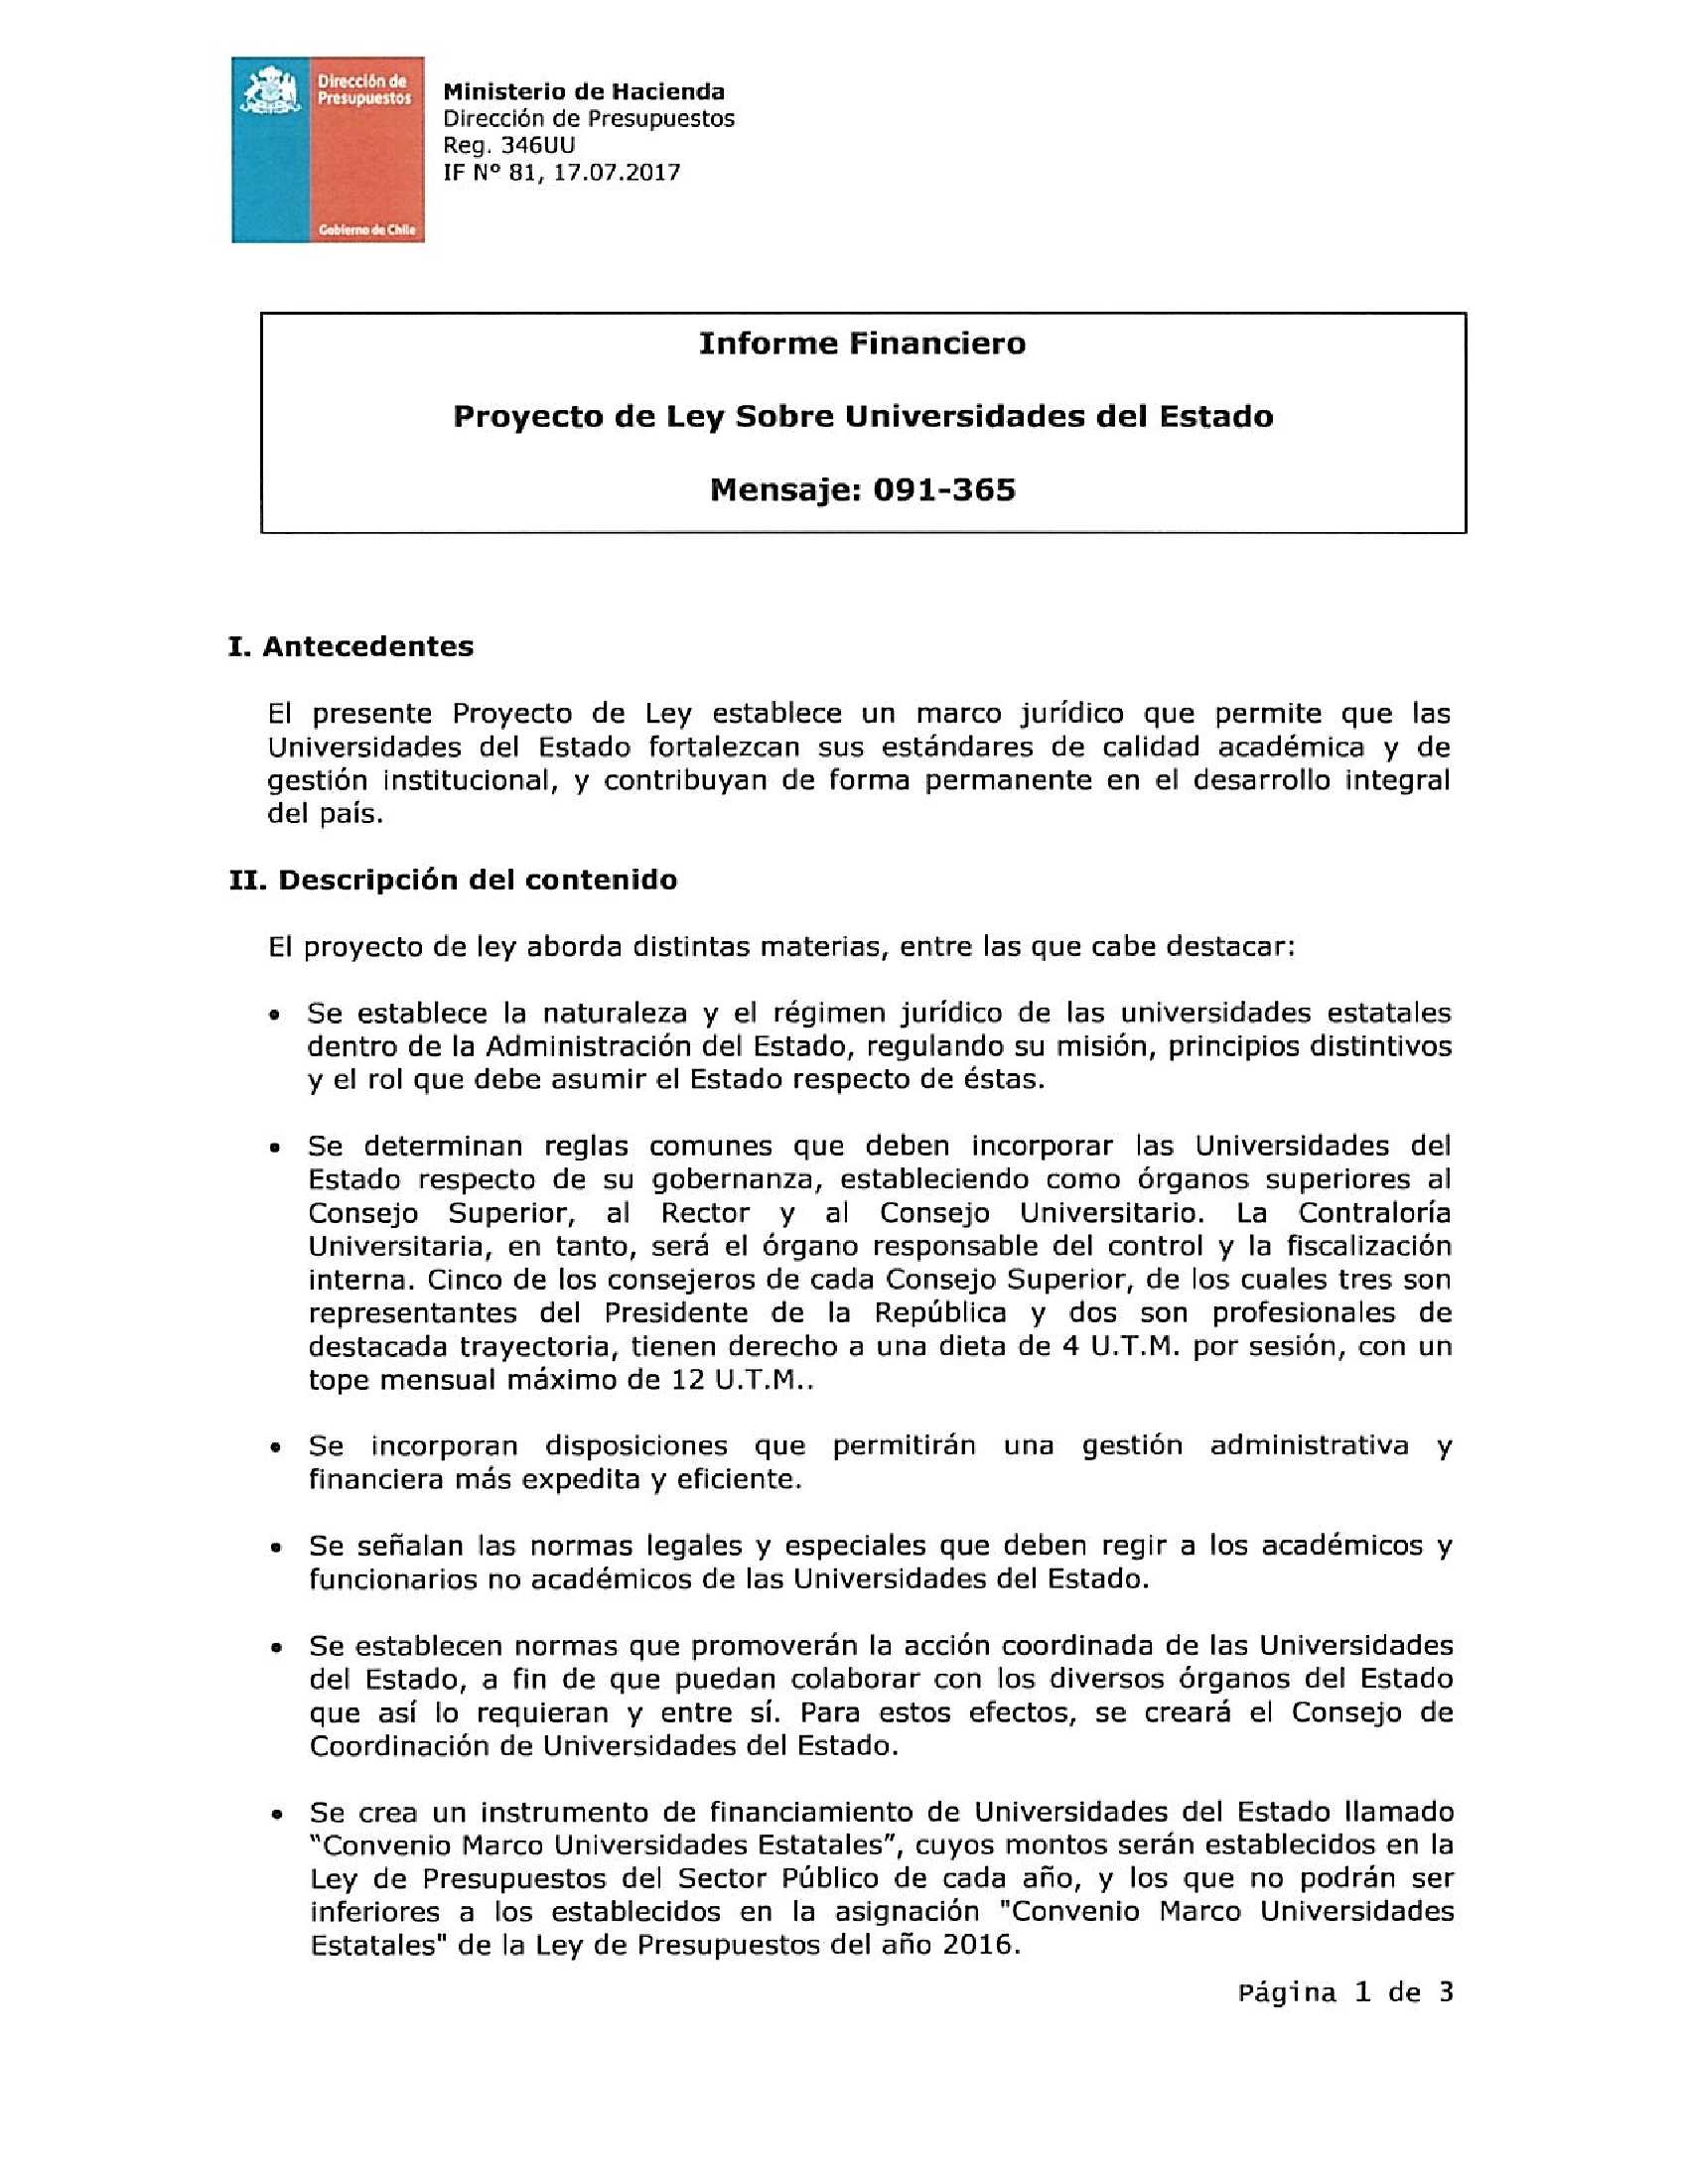 Dirección de
Presupuestos
Gobierno de Chile
Ministerio de Hacienda
Dirección de Presupuestos
Reg. 346UU
IF Nº 81, 17.07.2017
Informe Financiero
Proyecto de Ley Sobre Universidades del Estado
Mensaje: 091-365
I. Antecedentes
El presente Proyecto de Ley establece un marco jurídico que permite que las
Universidades del Estado fortalezcan sus estándares de calidad académica y de
gestión institucional, y contribuyan de forma permanente en el desarrollo integral
del país.
II. Descripción del contenido
El proyecto de ley aborda distintas materias, entre las que cabe destacar:
• Se establece la naturaleza y el régimen jurídico de las universidades estatales
dentro de la Administración del Estado, regulando su misión, principios distintivos
y el rol que debe asumir el Estado respecto de éstas.
• Se determinan reglas comunes que deben incorporar las Universidades del
Estado respecto de su gobernanza, estableciendo como órganos superiores al
Consejo Superior, al Rector y al Consejo Universitario. La Contraloría
Universitaria, en tanto, será el órgano responsable del control y la fiscalización
interna. Cinco de los consejeros de cada Consejo Superior, de los cuales tres son
representantes del Presidente de la República y dos son profesionales de
destacada trayectoria, tienen derecho a una dieta de 4 U.T.M. por sesión, con un
tope mensual máximo de 12 U.T.M..
• Se incorporan disposiciones que permitirán una gestión administrativa y
financiera más expedita y eficiente.
• Se señalan las normas legales y especiales que deben regir a los académicos y
funcionarios no académicos de las Universidades del Estado.
• Se establecen normas que promoverán la acción coordinada de las Universidades
del Estado, a fin de que puedan colaborar con los diversos órganos del Estado
que así lo requieran y entre sí. Para estos efectos, se creará el Consejo de
Coordinación de Universidades del Estado.
• Se crea un instrumento de financiamiento de Universidades del Estado llamado
“Convenio Marco Universidades Estatales”, cuyos montos serán establecidos en la
Ley de Presupuestos del Sector Público de cada año, y los que no podrán ser
inferiores a los establecidos en la asignación "Convenio Marco Universidades
Estatales" de la Ley de Presupuestos del año 2016.
Página 1 de 3